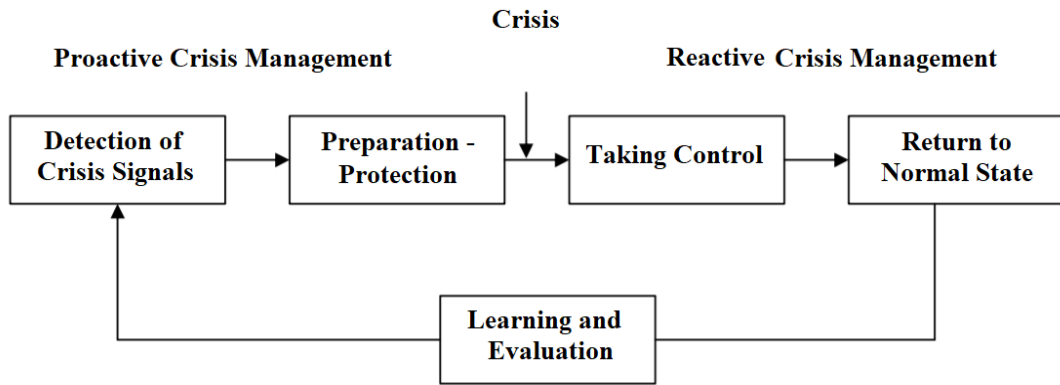 Crisis
Proactive Crisis Management
Reactive Crisis Management
Detection of
Crisis Signals
Preparation -
Protection
Taking Control
Return to
Normal State
Learning and
Evaluation